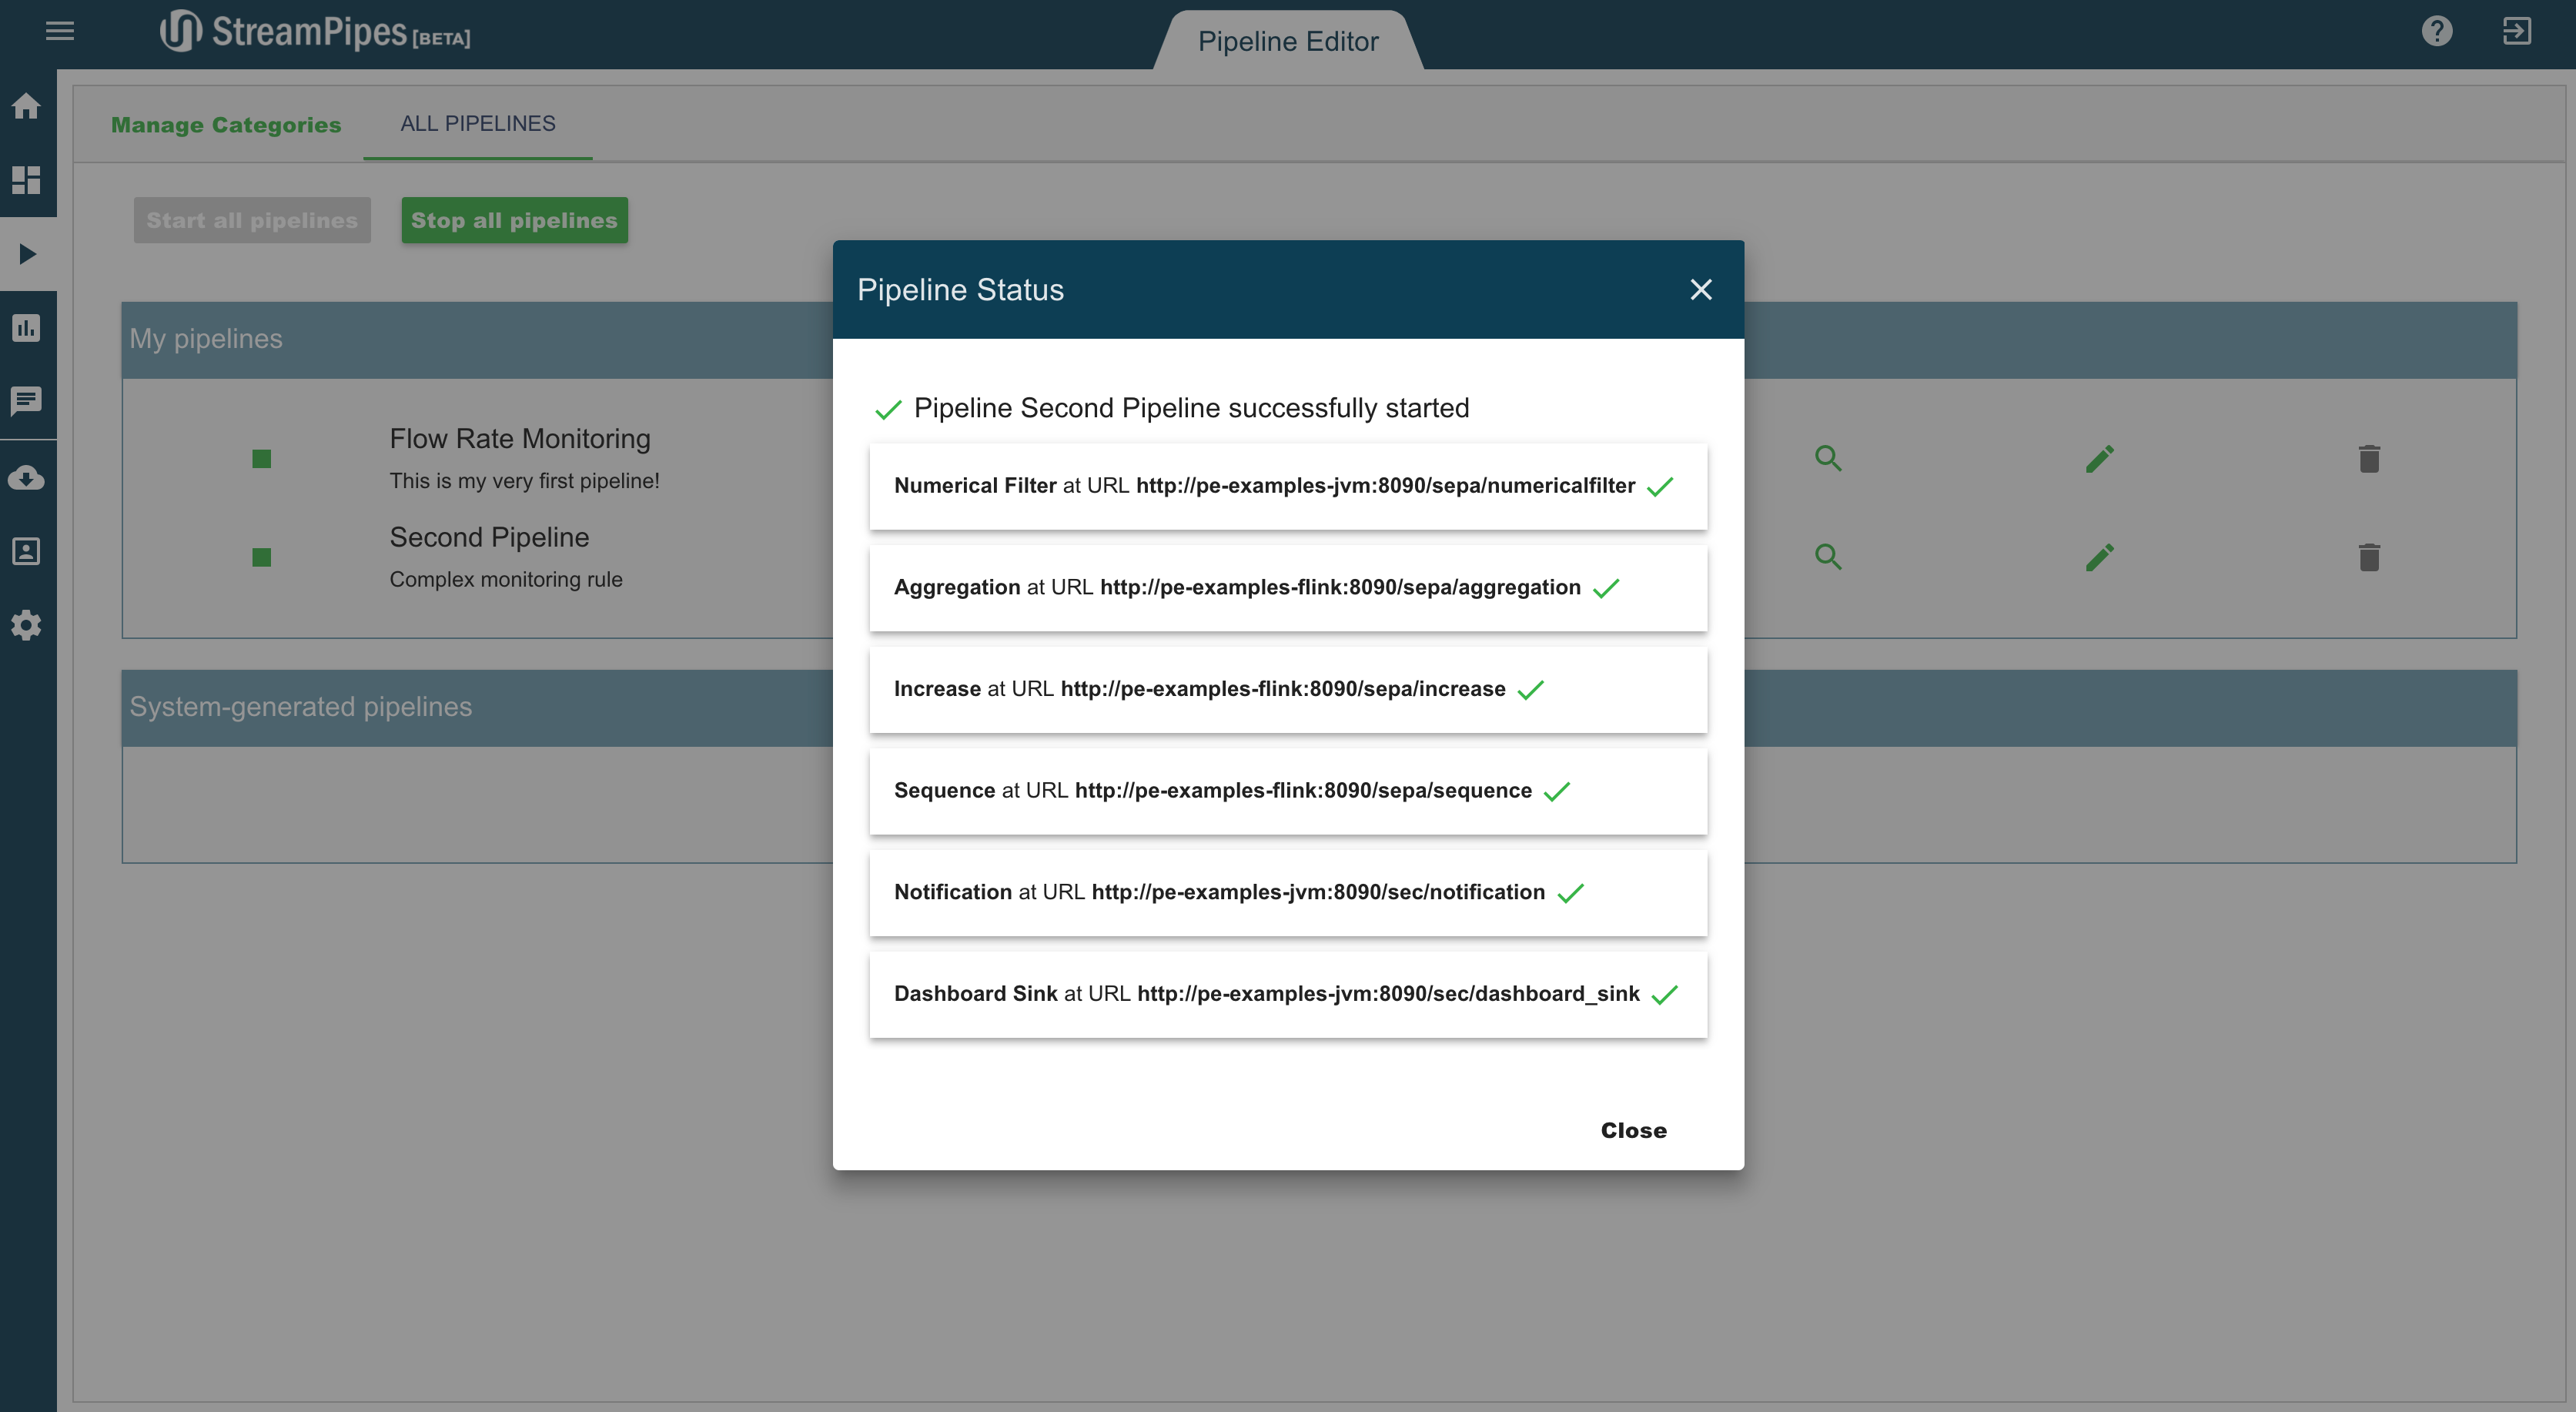 StreamPipes [BETA]
Pipeline Editor
Manage Categories
ALL PIPELINES
Start all pipelines
Stop all pipelines
My pipelines
Flow Rate Monitoring
This is my very first pipeline!
Second Pipeline
Complex monitoring rule
System-generated pipelines
Pipeline Status
Pipeline Second Pipeline successfully started
Numerical Filter at URL http://pe-examples-jvm:8090/sepa/numericalfilter
Aggregation at URL http://pe-examples-flink:8090/sepa/aggregation
Increase at URL http://pe-examples-flink:8090/sepa/increase
Sequence at URL http://pe-examples-flink:8090/sepa/sequence
Notification at URL http://pe-examples-jvm:8090/sec/notification
Dashboard Sink at URL http://pe-examples-jvm:8090/sec/dashboard_sink
Close